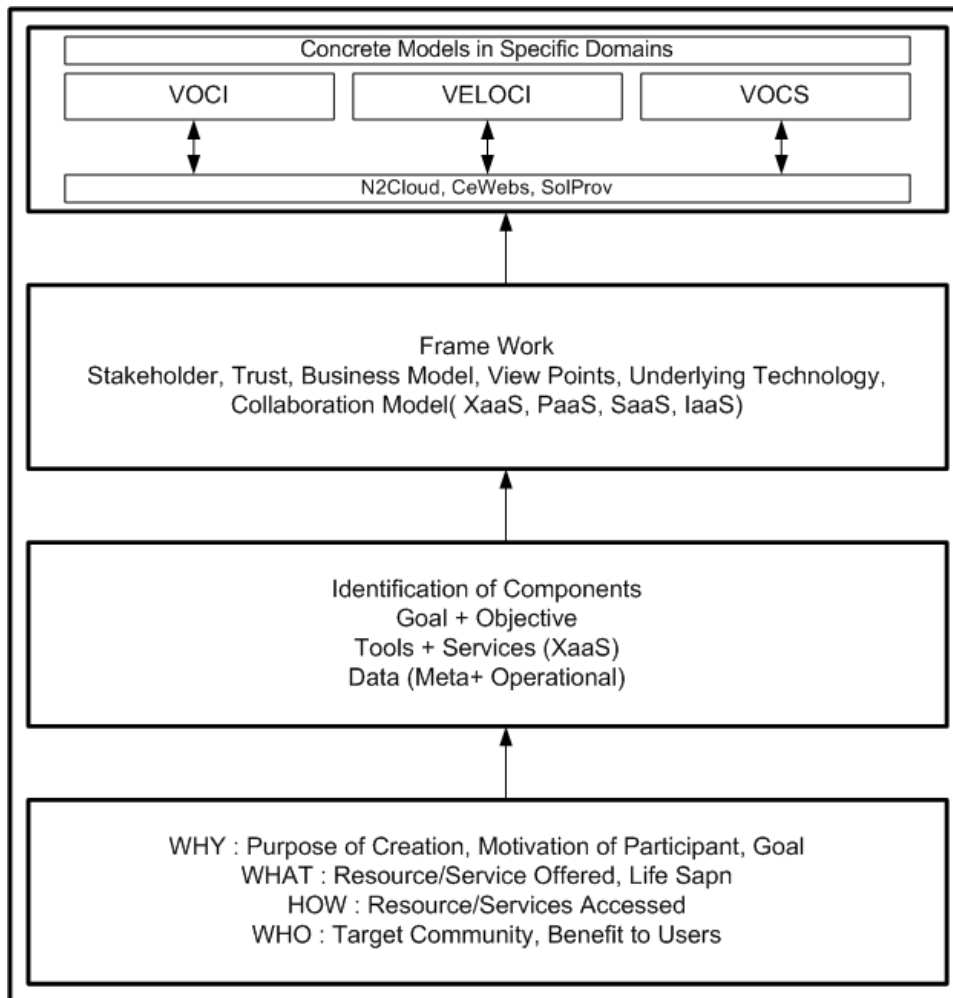 Concrete Models in Specific Domains
VOCI
VELOCI
VOCS
N2Cloud, CeWebs, SolProv
Frame Work
Stakeholder, Trust, Business Model, View Points, Underlying Technology,
Collaboration Model( XaaS, PaaS, SaaS, IaaS)
Identification of Components
Goal + Objective
Tools + Services (XaaS)
Data (Meta+ Operational)
WHY : Purpose of Creation, Motivation of Participant, Goal
WHAT : Resource/Service Offered, Life Sapn
HOW : Resource/Services Accessed
WHO : Target Community, Benefit to Users